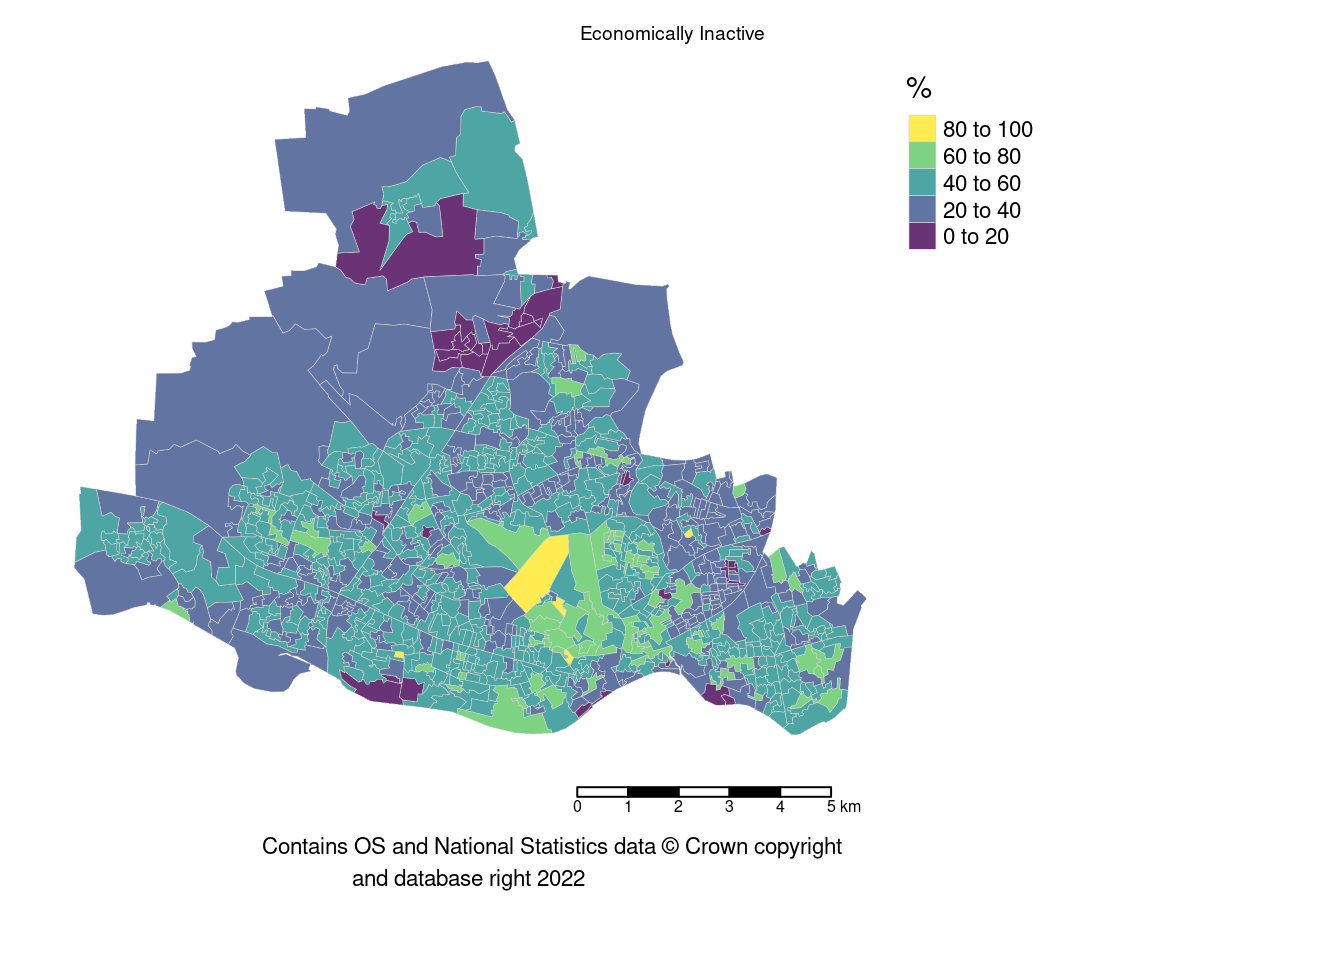 Economically Inactive
%
80 to 100
60 to 80
40 to 60
20 to 40
0 to 20
0 1 2 3 4 5 km
Contains OS and National Statistics data © Crown copyright
and database right 2022